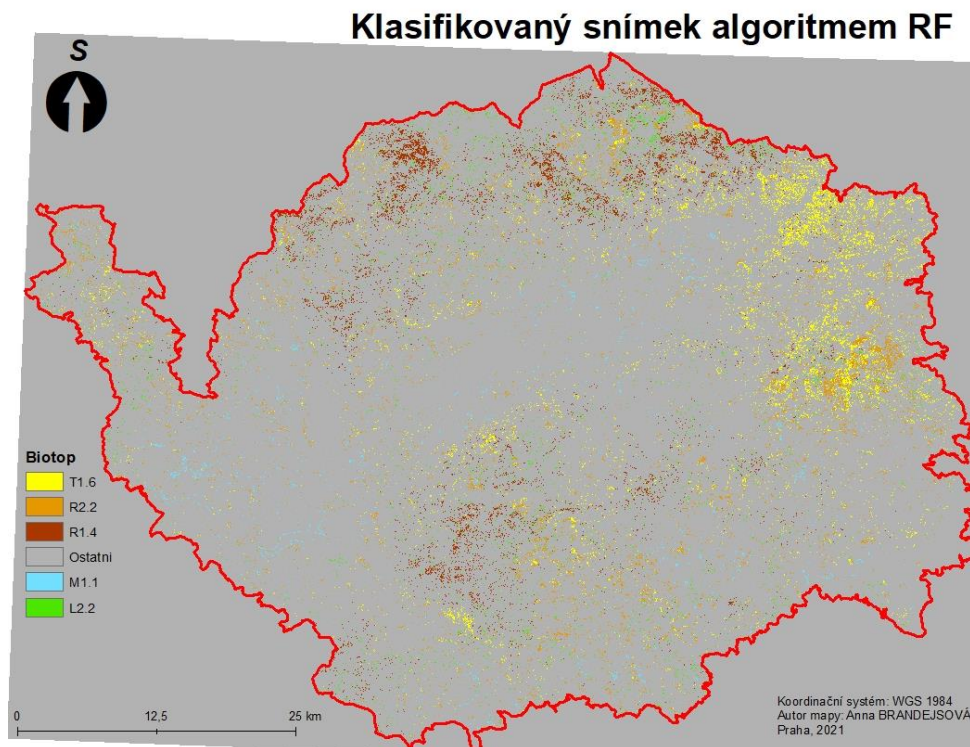 Klasifikovaný snímek algoritmem RF
S
Biotop
T1.6
R2.2
R1.4
Ostatni
M1.1
L2.2
0 12,5 25 km
Koordinační systém: WGS 1984
Autor mapy: Anna BRANDEJSOVÁ
Praha, 2021